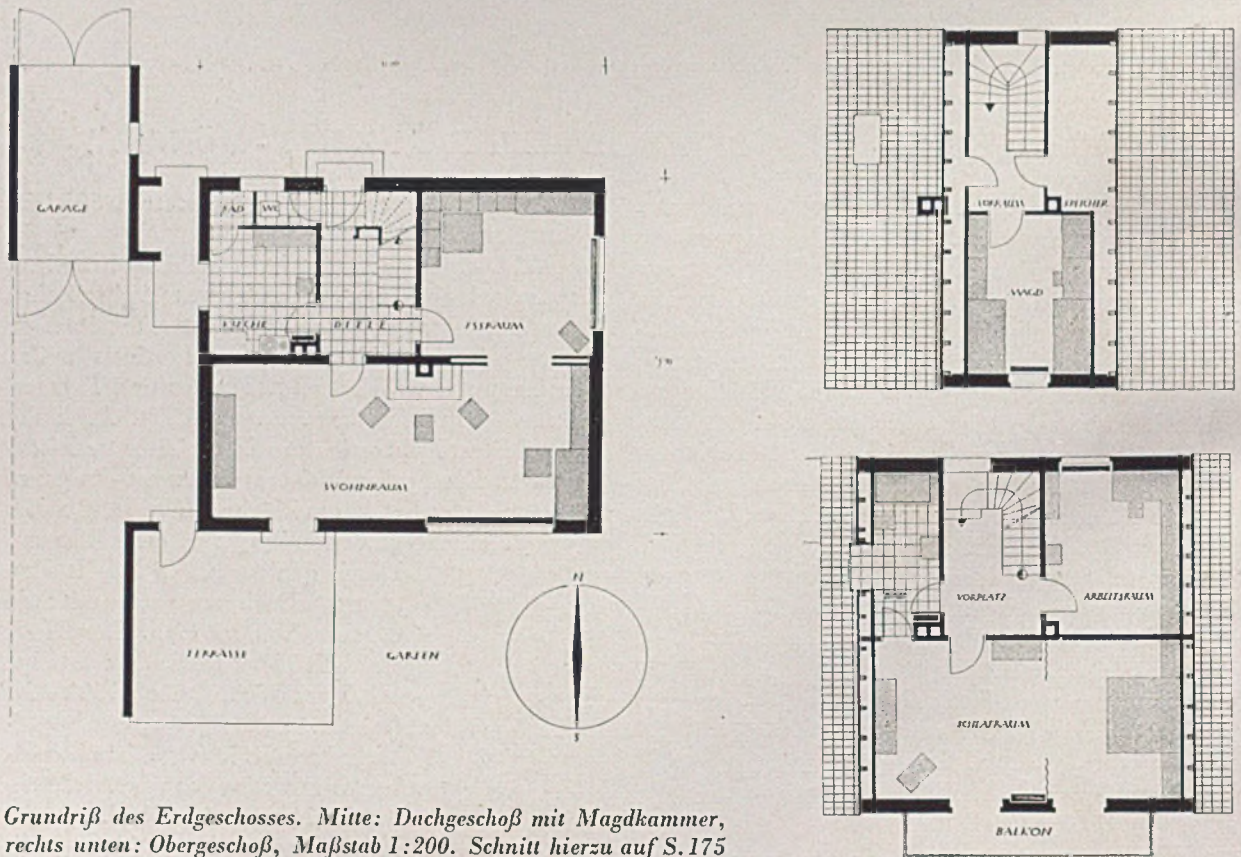 GARAGE
WC
KÜCHE
DIELE
ESSRAUM
WOHNRAUM
TERRASSE
GARTEN
N
S
VORRAUM
SPEICHER
MAGD
VORPLATZ
ARBEITSRAUM
SCHLAFRAUM
BALKON
Grundriß des Erdgeschosses. Mitte: Dachgeschoß mit Magdkammer,
rechts unten: Obergeschoß, Maßstab 1:200. Schnitt hierzu auf S. 175